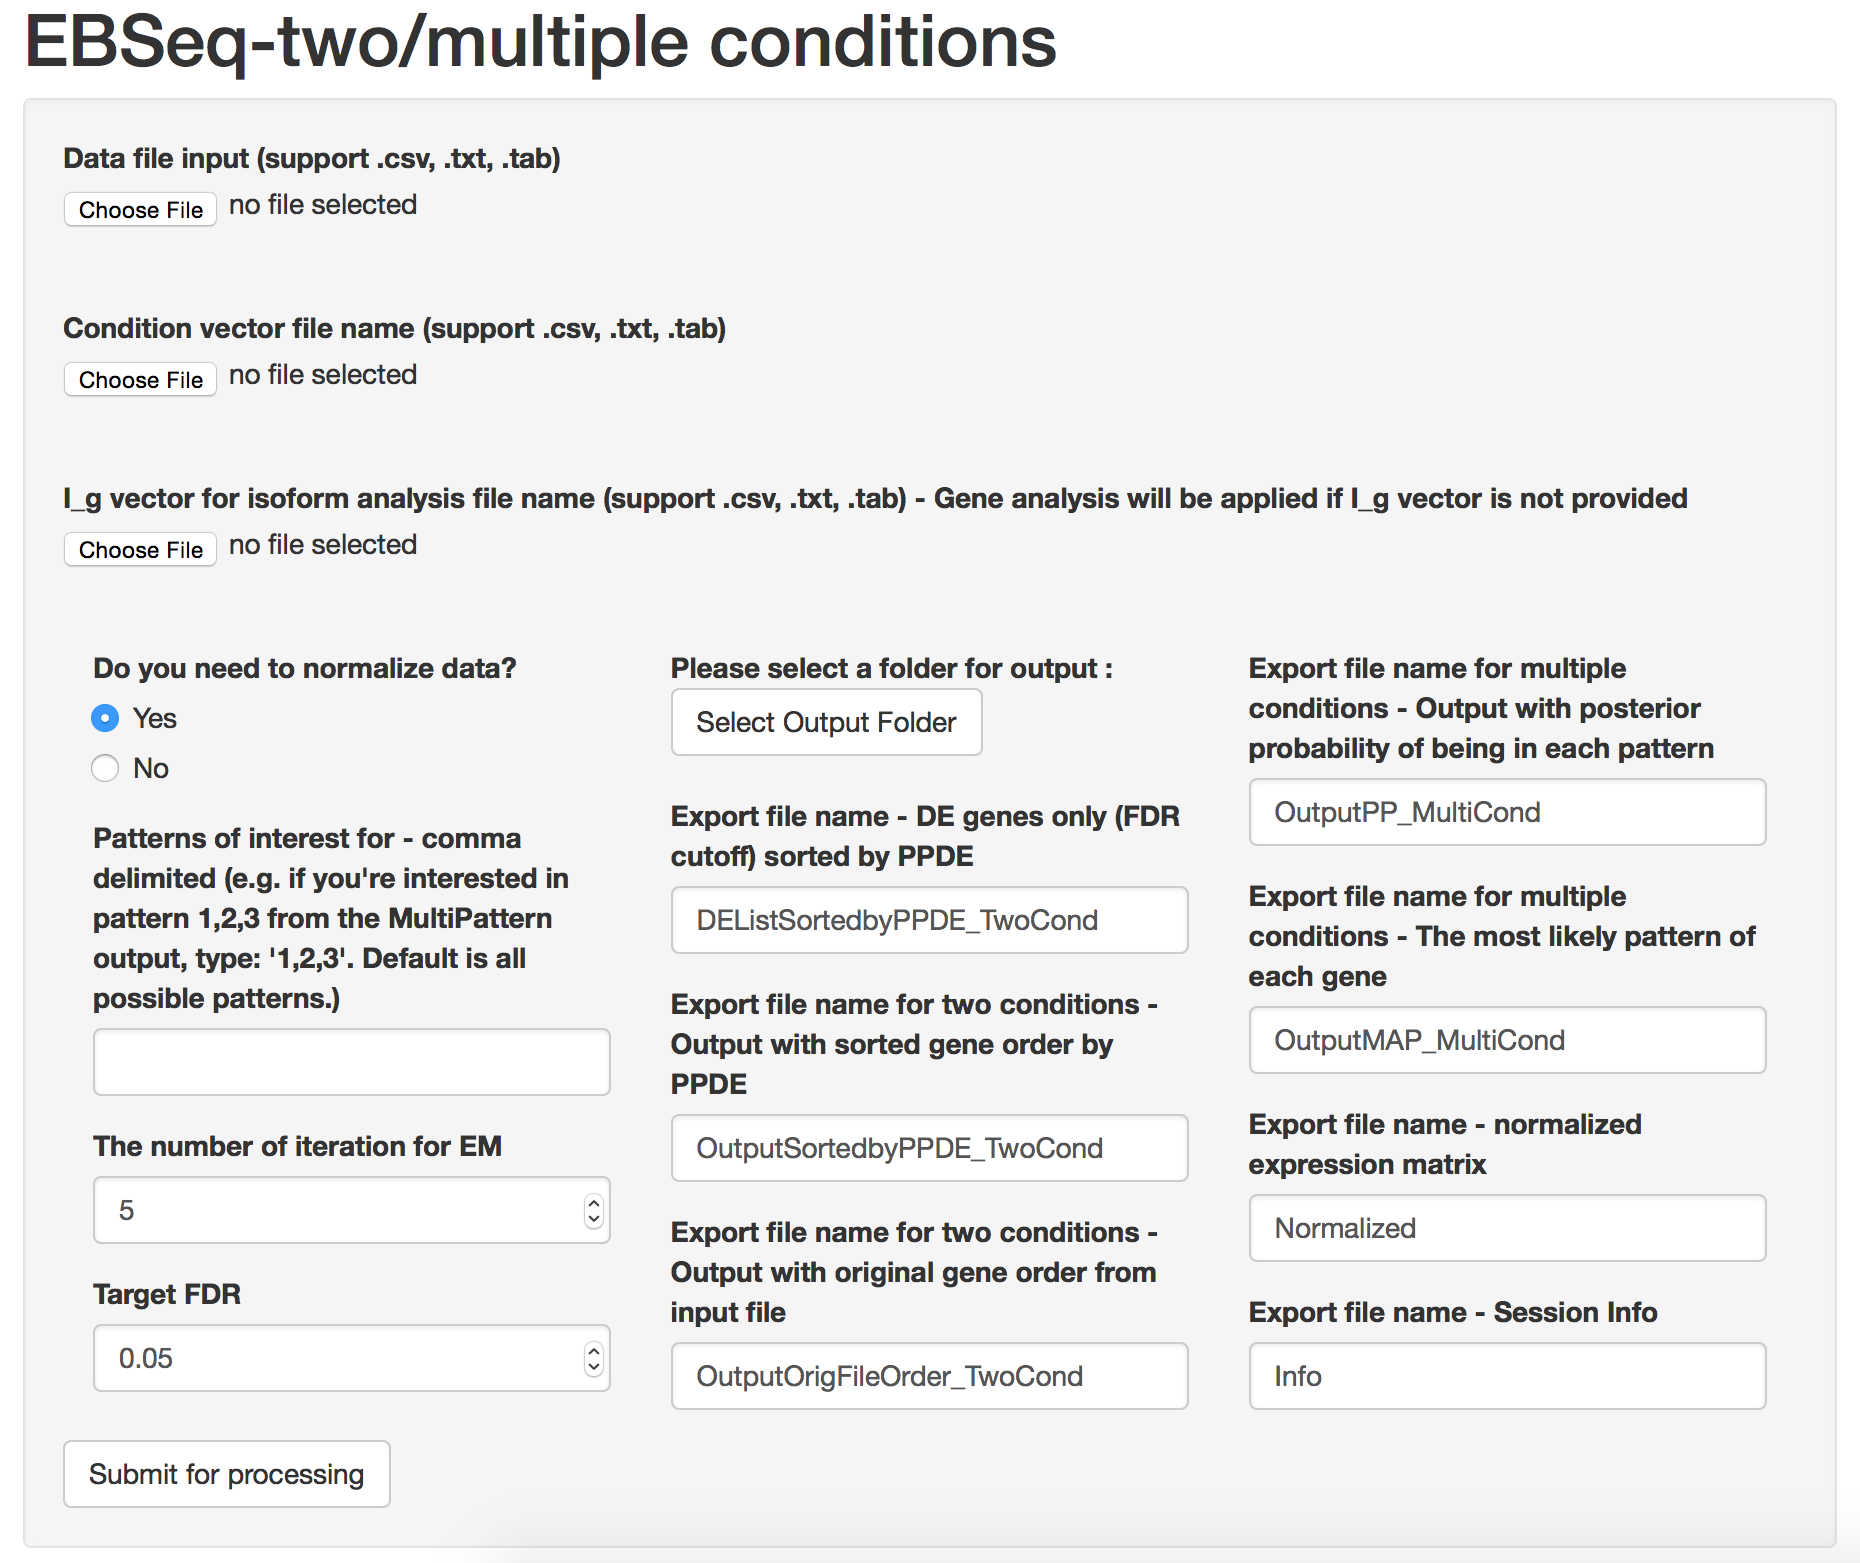 EBSeq-two/multiple conditions
Data file input (support .csv, .txt, .tab)
Choose File no file selected
Condition vector file name (support .csv, .txt, .tab)
Choose File no file selected
I_g vector for isoform analysis file name (support .csv, .txt, .tab) - Gene analysis will be applied if I_g vector is not provided
Choose File no file selected
Do you need to normalize data?
Yes
No
Patterns of interest for - comma
delimited (e.g. if you're interested in
pattern 1,2,3 from the MultiPattern
output, type: '1,2,3'. Default is all
possible patterns.)
The number of iteration for EM
5
Target FDR
0.05
Please select a folder for output :
Select Output Folder
Export file name - DE genes only (FDR
cutoff) sorted by PPDE
DEListSortedbyPPDE_TwoCond
Export file name for two conditions -
Output with sorted gene order by
PPDE
OutputSortedbyPPDE_TwoCond
Export file name for two conditions -
Output with original gene order from
input file
OutputOrigFileOrder_TwoCond
Export file name for multiple
conditions - Output with posterior
probability of being in each pattern
OutputPP_MultiCond
Export file name for multiple
conditions - The most likely pattern of
each gene
OutputMAP_MultiCond
Export file name - normalized
expression matrix
Normalized
Export file name - Session Info
Info
Submit for processing